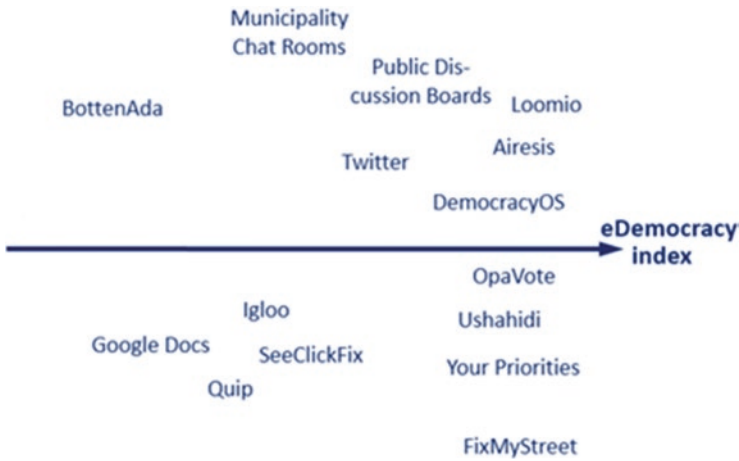 Municipality
Chat Rooms
Public Dis-
cussion Boards
Loomio
BottenAda
Airesis
Twitter
DemocracyOS
eDemocracy
index
OpaVote
Igloo
Ushahidi
Google Docs
SeeClickFix
Your Priorities
Quip
FixMyStreet